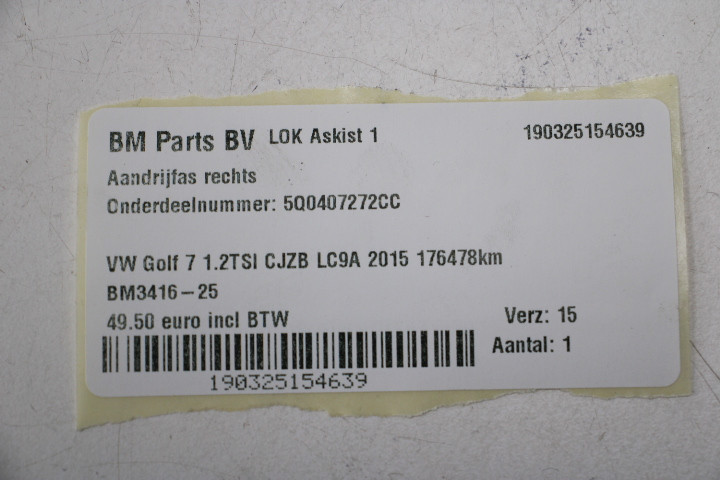 BM Parts BV LOK Askist 1 190325154639
Aandrijfas rechts
Onderdeelnummer: 5Q0407272CC
VW Golf 7 1.2TSI CJZB LC9A 2015 176478km
BM3416-25
49.50 euro incl BTW Verz: 15
Aantal: 1
190325154639